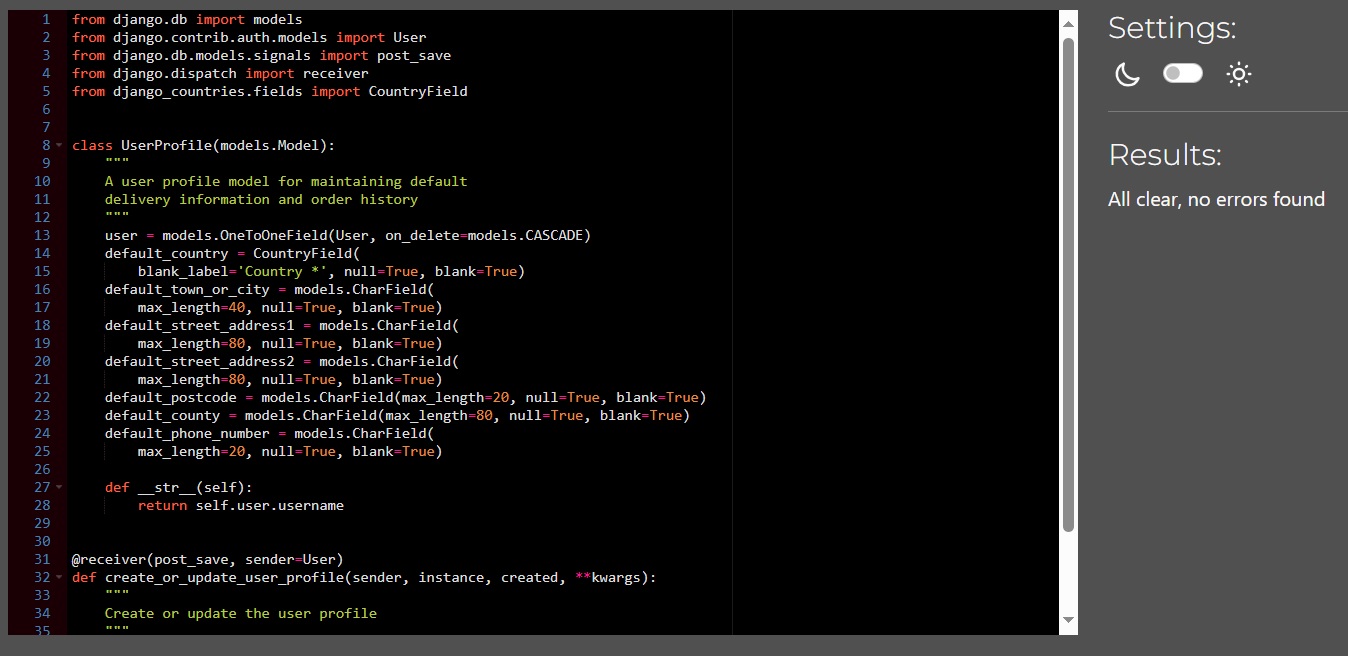 1 from django.db import models
2 from django.contrib.auth.models import User
3 from django.db.models.signals import post_save
4 from django.dispatch import receiver
5 from django_countries.fields import CountryField
6
7
8 class UserProfile(models.Model):
9     """
10     A user profile model for maintaining default
11     delivery information and order history
12     """
13     user = models.OneToOneField(User, on_delete=models.CASCADE)
14     default_country = CountryField(
15         blank_label='Country *', null=True, blank=True)
16     default_town_or_city = models.CharField(
17         max_length=40, null=True, blank=True)
18     default_street_address1 = models.CharField(
19         max_length=80, null=True, blank=True)
20     default_street_address2 = models.CharField(
21         max_length=80, null=True, blank=True)
22     default_postcode = models.CharField(max_length=20, null=True, blank=True)
23     default_county = models.CharField(max_length=80, null=True, blank=True)
24     default_phone_number = models.CharField(
25         max_length=20, null=True, blank=True)
26
27     def __str__(self):
28         return self.user.username
29
30
31 @receiver(post_save, sender=User)
32 def create_or_update_user_profile(sender, instance, created, **kwargs):
33     """
34     Create or update the user profile
35     """
Settings:
Results:
All clear, no errors found